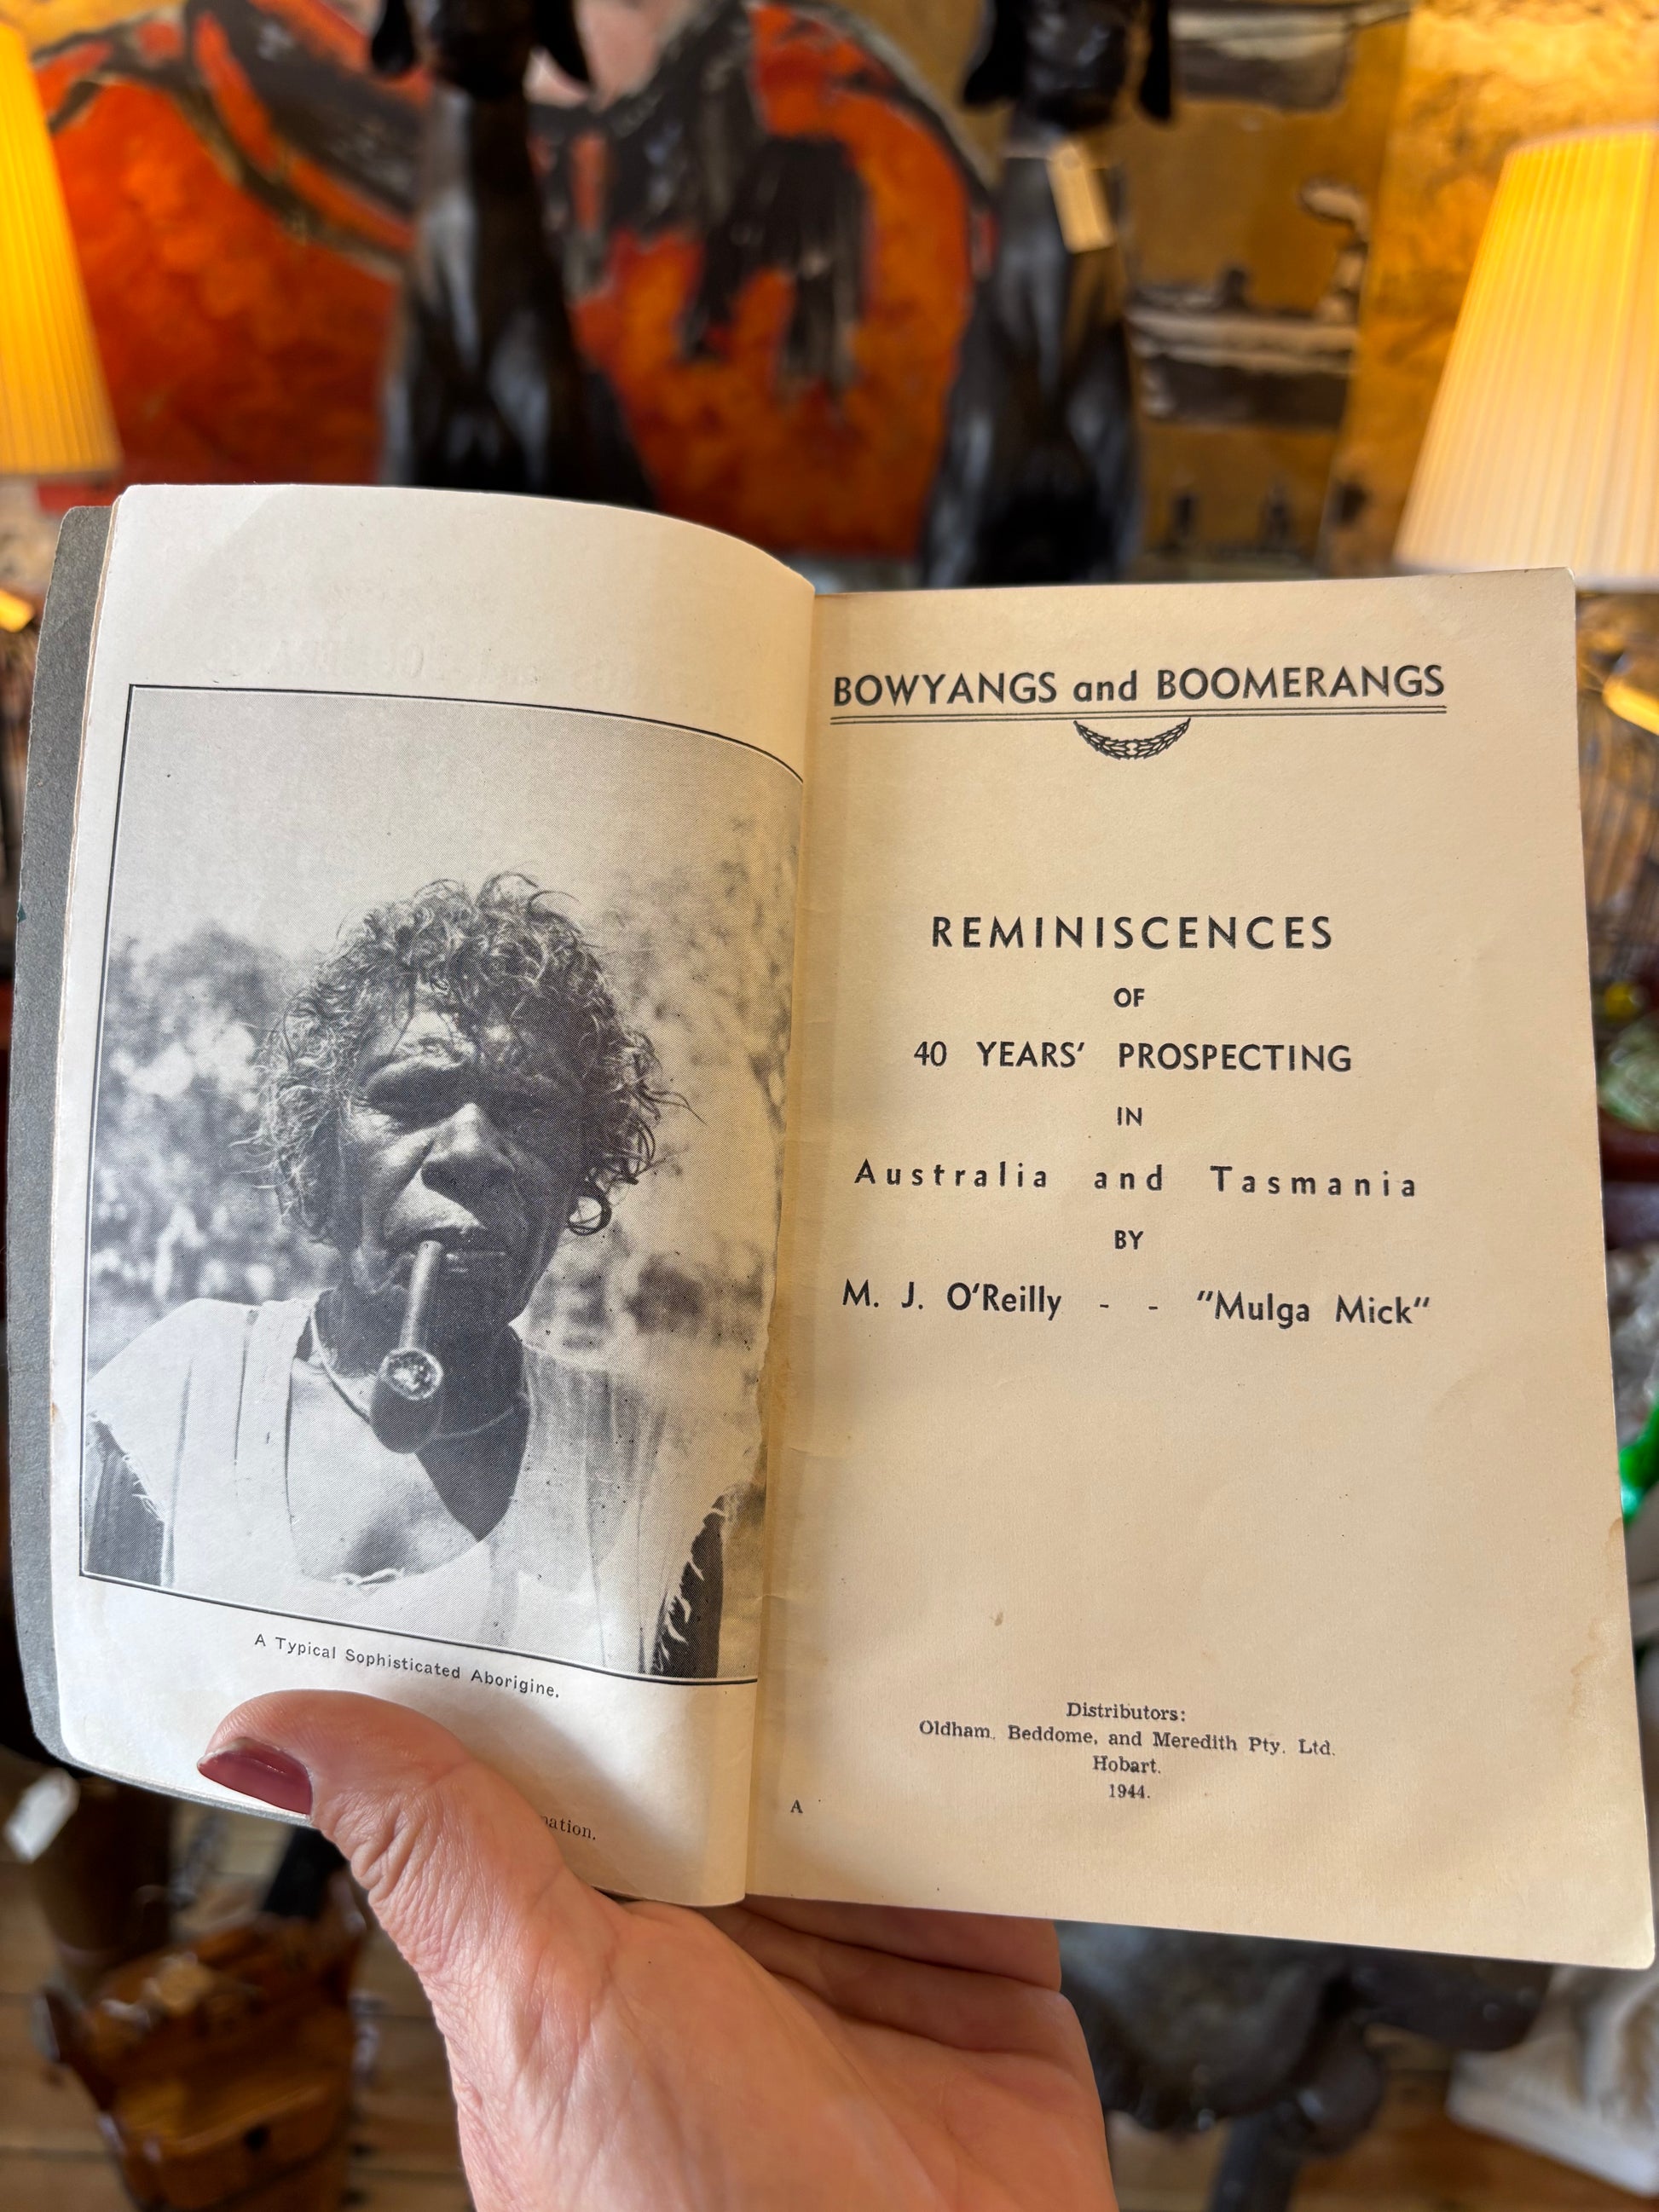 A Typical Sophisticated Aborigine.
BOWYANGS and BOOMERANGS
REMINISCENCES
OF
40 YEARS' PROSPECTING
IN
Australia and Tasmania
BY
M. J. O'Reilly - - "Mulga Mick"
Distributors:
Oldham, Beddome, and Meredith Pty. Ltd.
Hobart.
1944.
A